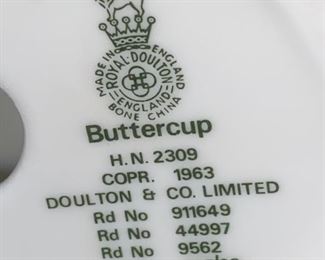 MADE IN ENGLAND
ROYAL DOULTON
ENGLAND
BONE CHINA
Buttercup
H.N. 2309
COPR. 1963
DOULTON & CO. LIMITED
Rd No 911649
Rd No 44997
Rd No 9562